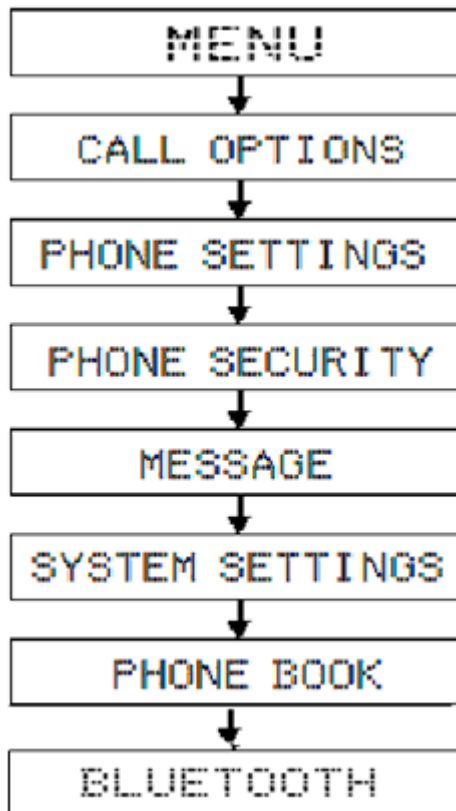 MENU
CALL OPTIONS
PHONE SETTINGS
PHONE SECURITY
MESSAGE
SYSTEM SETTINGS
PHONE BOOK
BLUETOOTH